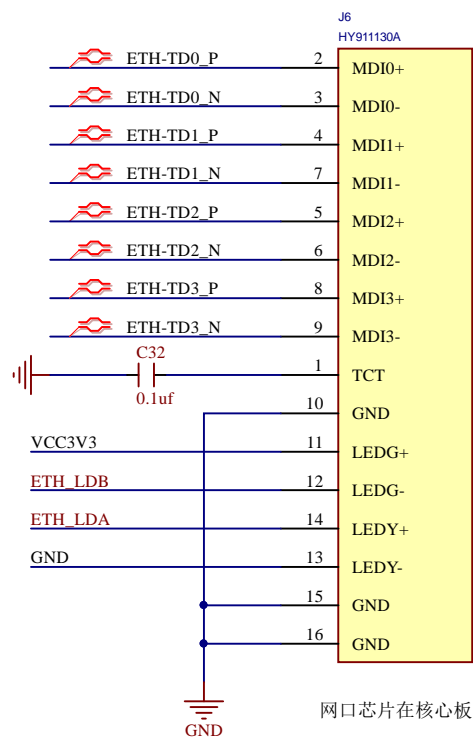 J6
HY911130A
ETH-TD0_P 2 MDI0+
ETH-TD0_N 3 MDI0-
ETH-TD1_P 4 MDI1+
ETH-TD1_N 7 MDI1-
ETH-TD2_P 5 MDI2+
ETH-TD2_N 6 MDI2-
ETH-TD3_P 8 MDI3+
ETH-TD3_N 9 MDI3-
C32
1 TCT
0.1uf
10 GND
VCC3V3 11 LEDG+
ETH_LDB 12 LEDG-
ETH_LDA 14 LEDY+
GND 13 LEDY-
15 GND
16 GND
网口芯片在核心板
GND